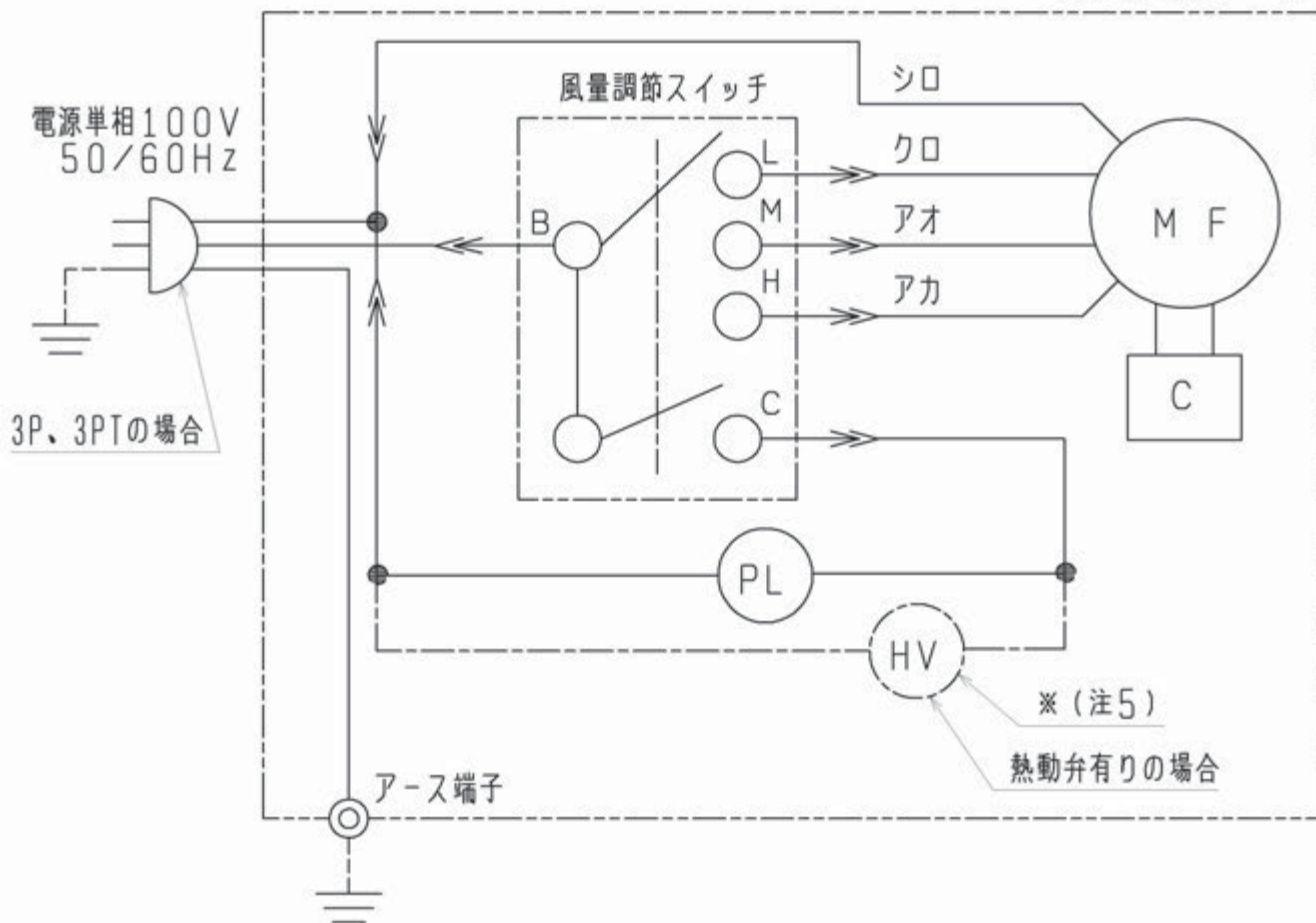 電源単相100V
50/60Hz
風量調節スイッチ
シロ
クロ
アオ
アカ
L
M
H
B
C
M F
C
3P、3PTの場合
PL
HV
※(注5)
熱動弁有りの場合
アース端子